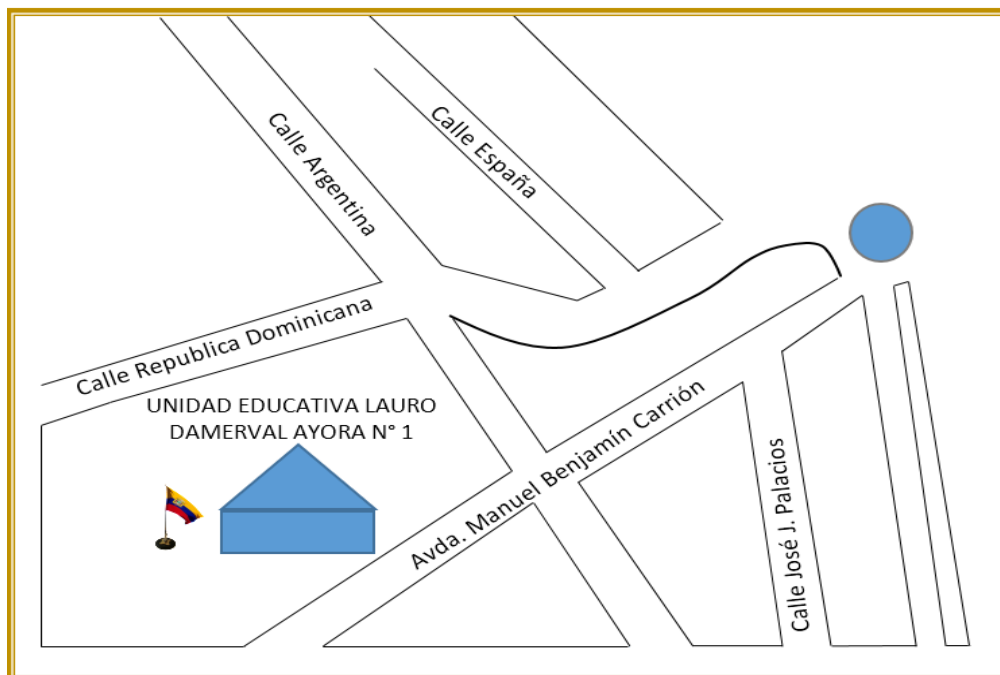 Calle Argentina
Calle España
Calle Republica Dominicana
UNIDAD EDUCATIVA LAURO
DAMERVAL AYORA N° 1
Avda. Manuel Benjamín Carrión
Calle José J. Palacios